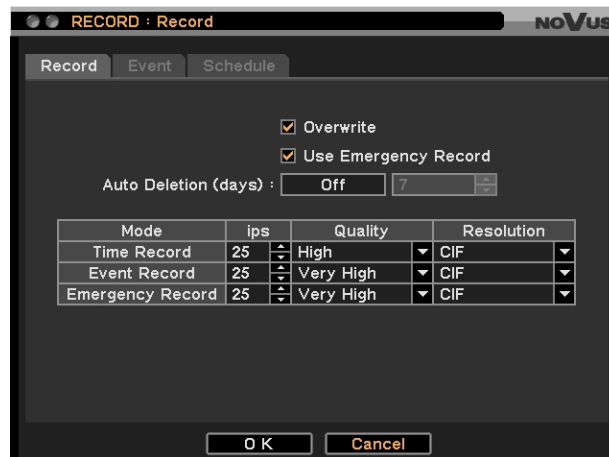 RECORD : Record
NOVUS
Record Event Schedule
Overwrite
Use Emergency Record
Auto Deletion (days) : Off 7
Mode ips Quality Resolution
Time Record 25 High CIF
Event Record 25 Very High CIF
Emergency Record 25 Very High CIF
O K Cancel